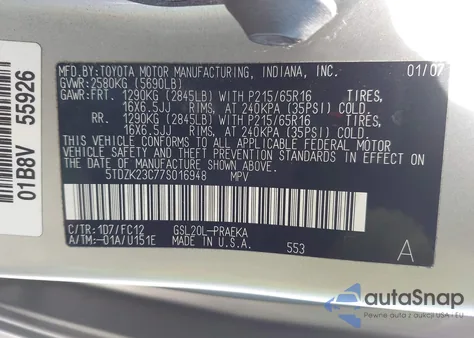 MFD. BY: TOYOTA MOTOR MANUFACTURING, INDIANA, INC. 01/07
GVWR: 2580KG (5690LB)
GAWR: FRT. 1290KG (2845LB) WITH P215/65R16 TIRES,
16X6.5JJ RIMS, AT 240KPA (35PSI) COLD.
RR. 1290KG (2845LB) WITH P215/65R16 TIRES,
16X6.5JJ RIMS, AT 240KPA (35PSI) COLD.
THIS VEHICLE CONFORMS TO ALL APPLICABLE FEDERAL MOTOR
VEHICLE SAFETY AND THEFT PREVENTION STANDARDS IN
EFFECT ON THE DATE OF MANUFACTURE SHOWN ABOVE.
5TDZK23C77S016948 MPV
C/TR: 1D7/FC12 GSL20L-PRAEKA
A/TM: -01A/U151E MADE IN U.S.A. 553 A
01B8V 55926
autoSnap
Pojazdy z aukcji USA i EU